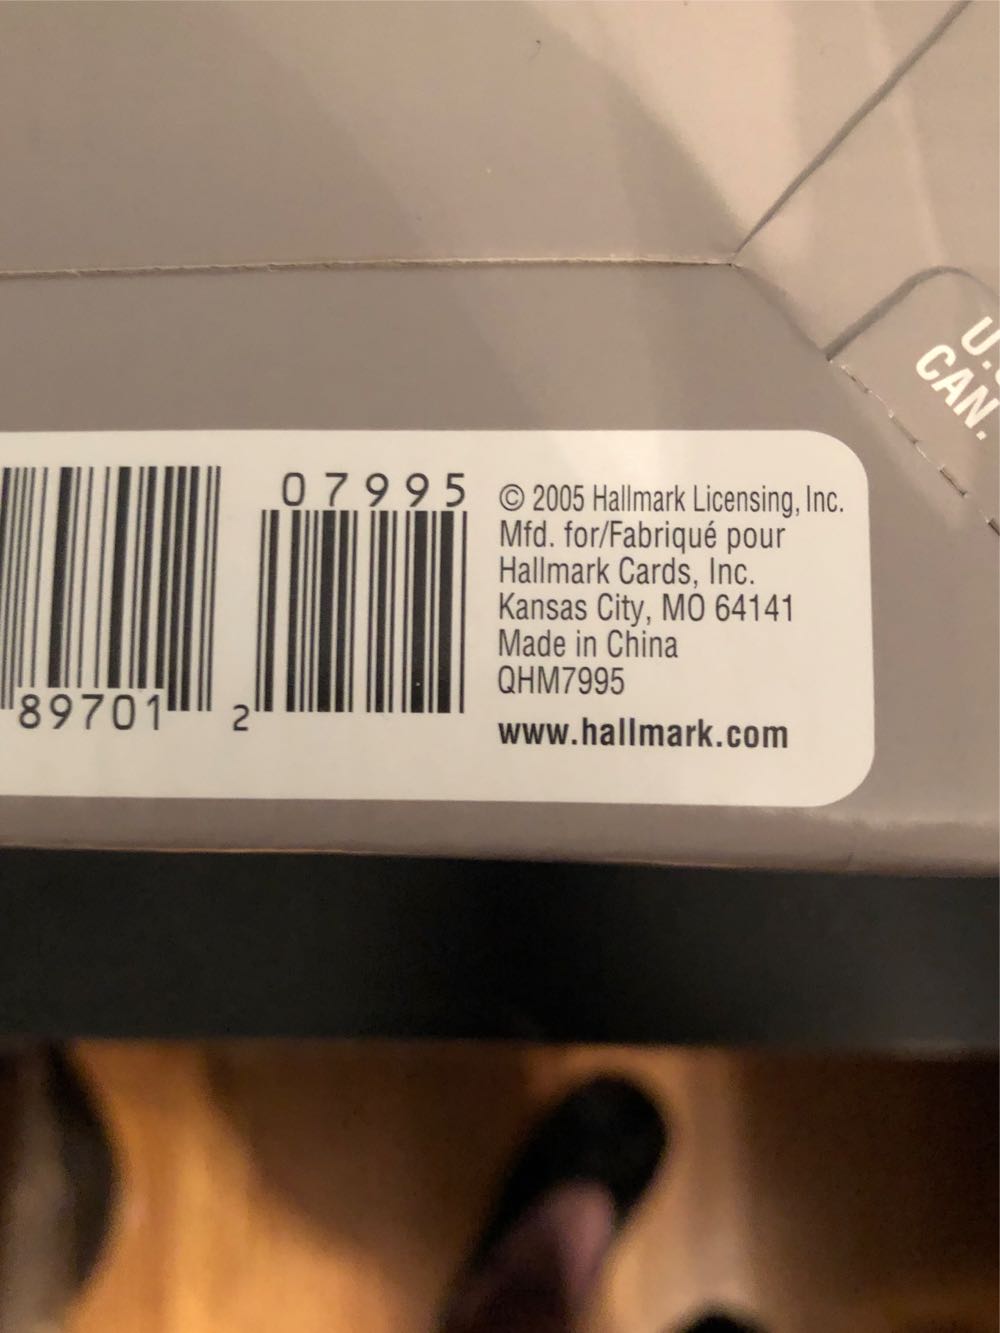 U.
CAN.
07995
89701 2
© 2005 Hallmark Licensing, Inc.
Mfd. for/Fabriqué pour
Hallmark Cards, Inc.
Kansas City, MO 64141
Made in China
QHM7995
www.hallmark.com